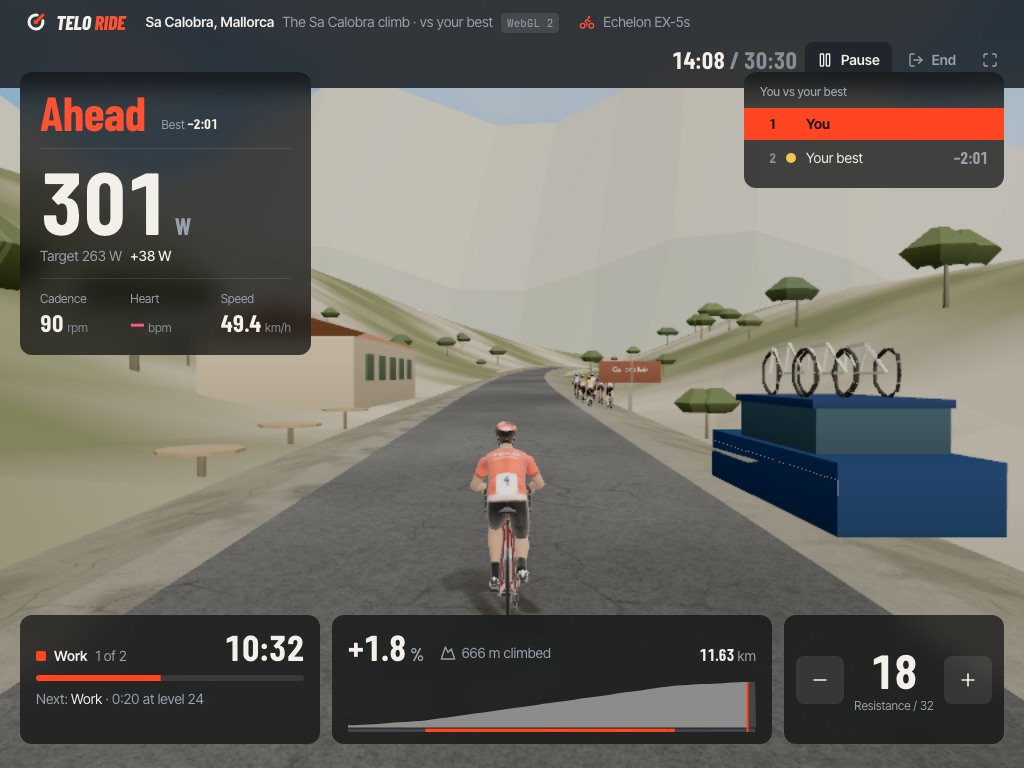 TELO RIDE Sa Calobra, Mallorca The Sa Calobra climb · vs your best WebGL 2 Echelon EX-5s
14:08 / 30:30 Pause End
Ahead Best −2:01
301 W
Target 263 W +38 W
Cadence Heart Speed
90 rpm – bpm 49.4 km/h
You vs your best
1 You
2 Your best −2:01
4
Work 1 of 2 10:32
Next: Work · 0:20 at level 24
+1.8 % 666 m climbed 11.63 km
− 18 +
Resistance / 32